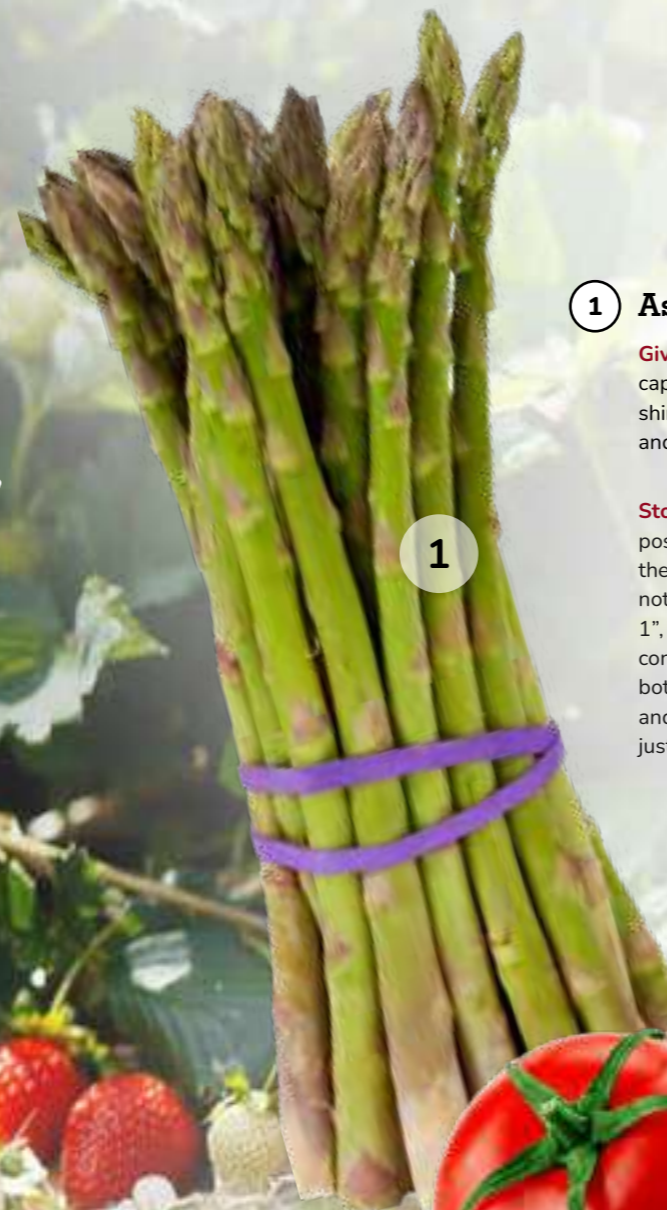 1
As
Giv
cap
shi
and
Sto
pos
the
not
1”,
con
bot
and
jus
1